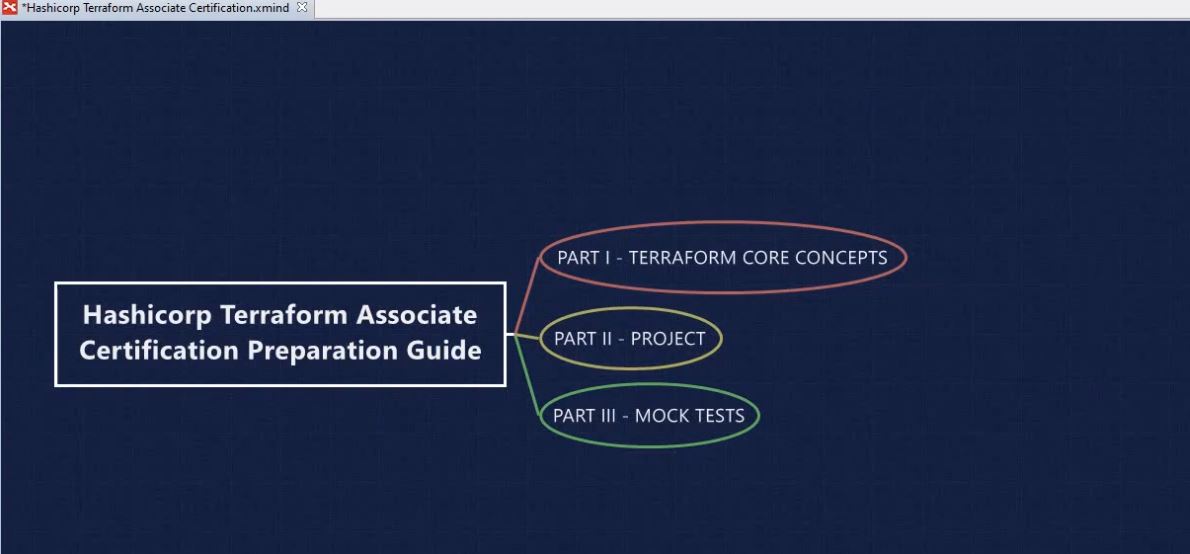 *Hashicorp Terraform Associate Certification.xmind
PART I - TERRAFORM CORE CONCEPTS
Hashicorp Terraform Associate
Certification Preparation Guide
PART II - PROJECT
PART III - MOCK TESTS